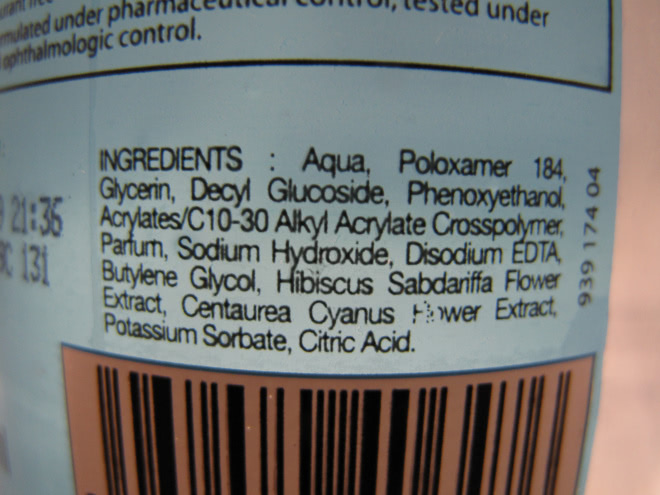 mulated under pharmaceutical control, tested under
ophthalmologic control.
INGREDIENTS : Aqua, Poloxamer 184,
Glycerin, Decyl Glucoside, Phenoxyethanol,
Acrylates/C10-30 Alkyl Acrylate Crosspolymer,
Parfum, Sodium Hydroxide, Disodium EDTA,
Butylene Glycol, Hibiscus Sabdariffa Flower
Extract, Centaurea Cyanus Flower Extract,
Potassium Sorbate, Citric Acid.
939 174 04
21:36
131